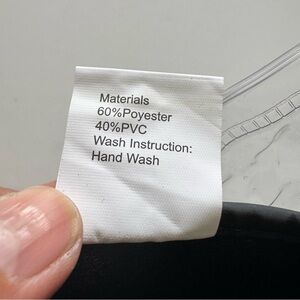 Materials
60%Poyester
40%PVC
Wash Instruction:
Hand Wash